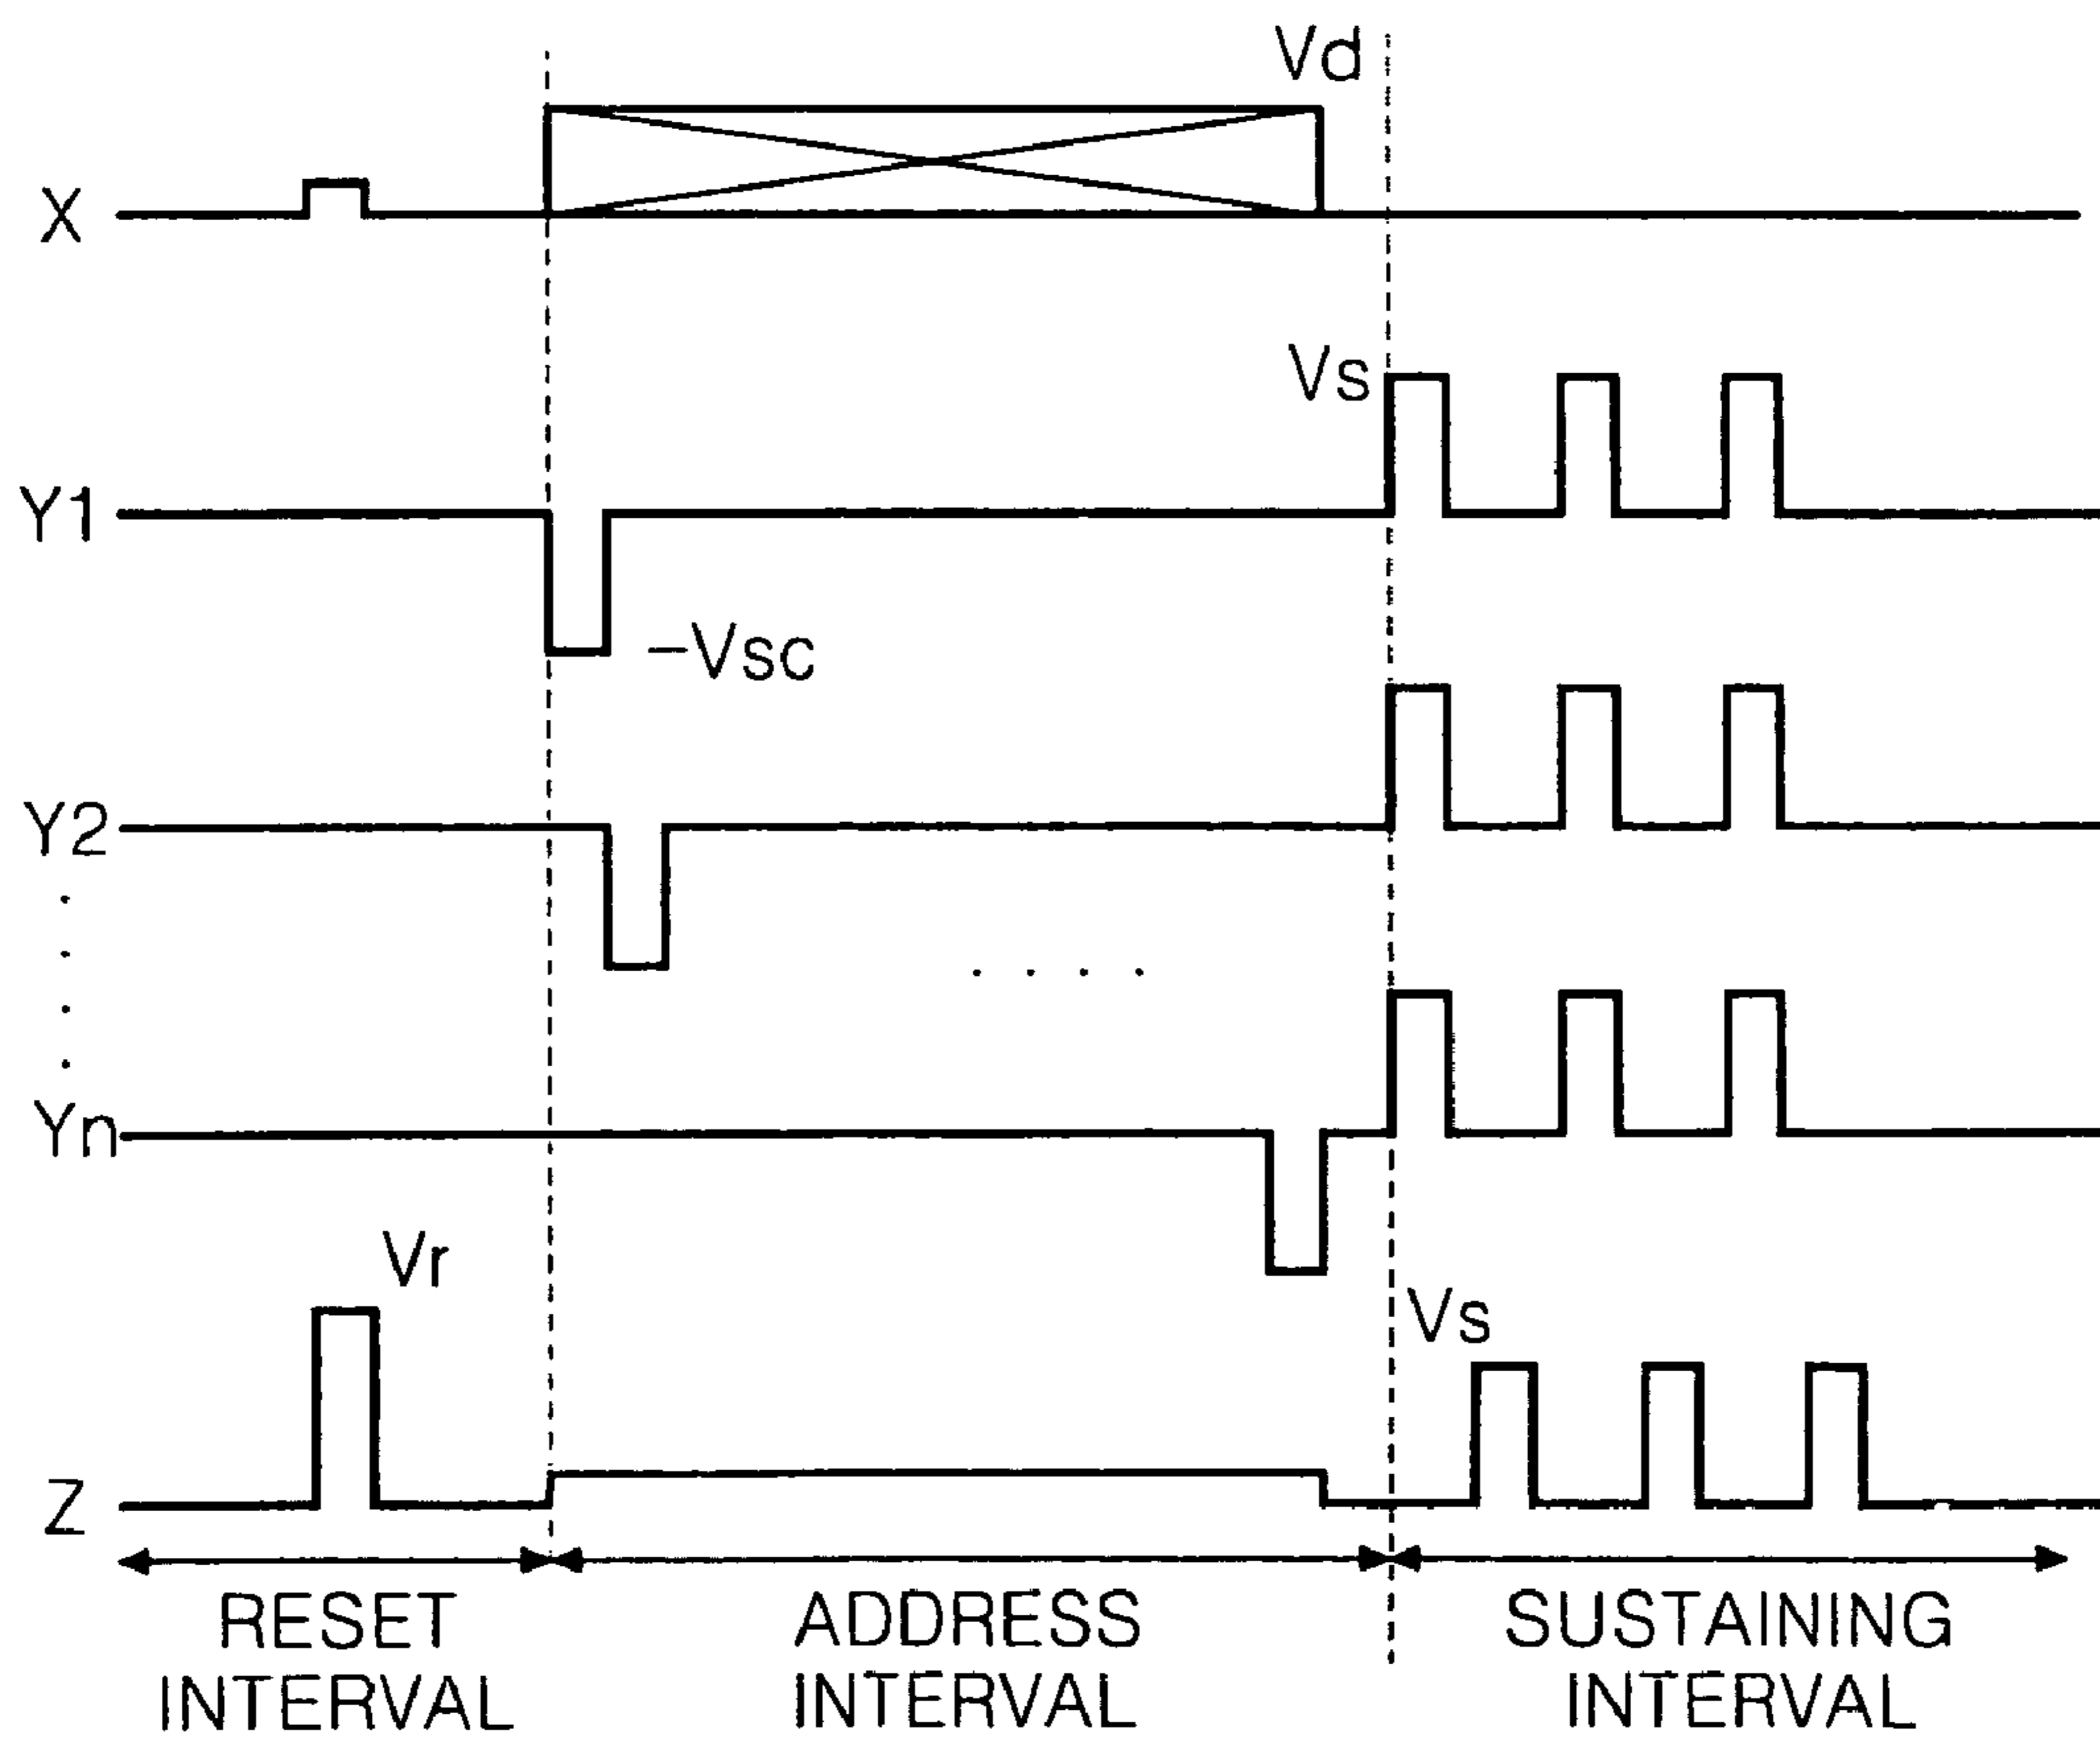 Vd
X
Vs
Y1
-Vsc
Y2
Yn
Vr
Vs
Z
RESET INTERVAL
ADDRESS INTERVAL
SUSTAINING INTERVAL